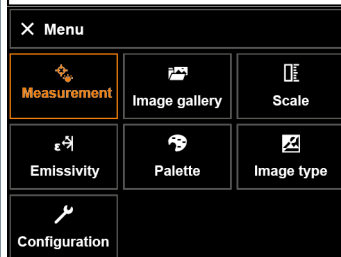 × Menu
Measurement
Image gallery
Scale
ε
Emissivity
Palette
Image type
Configuration